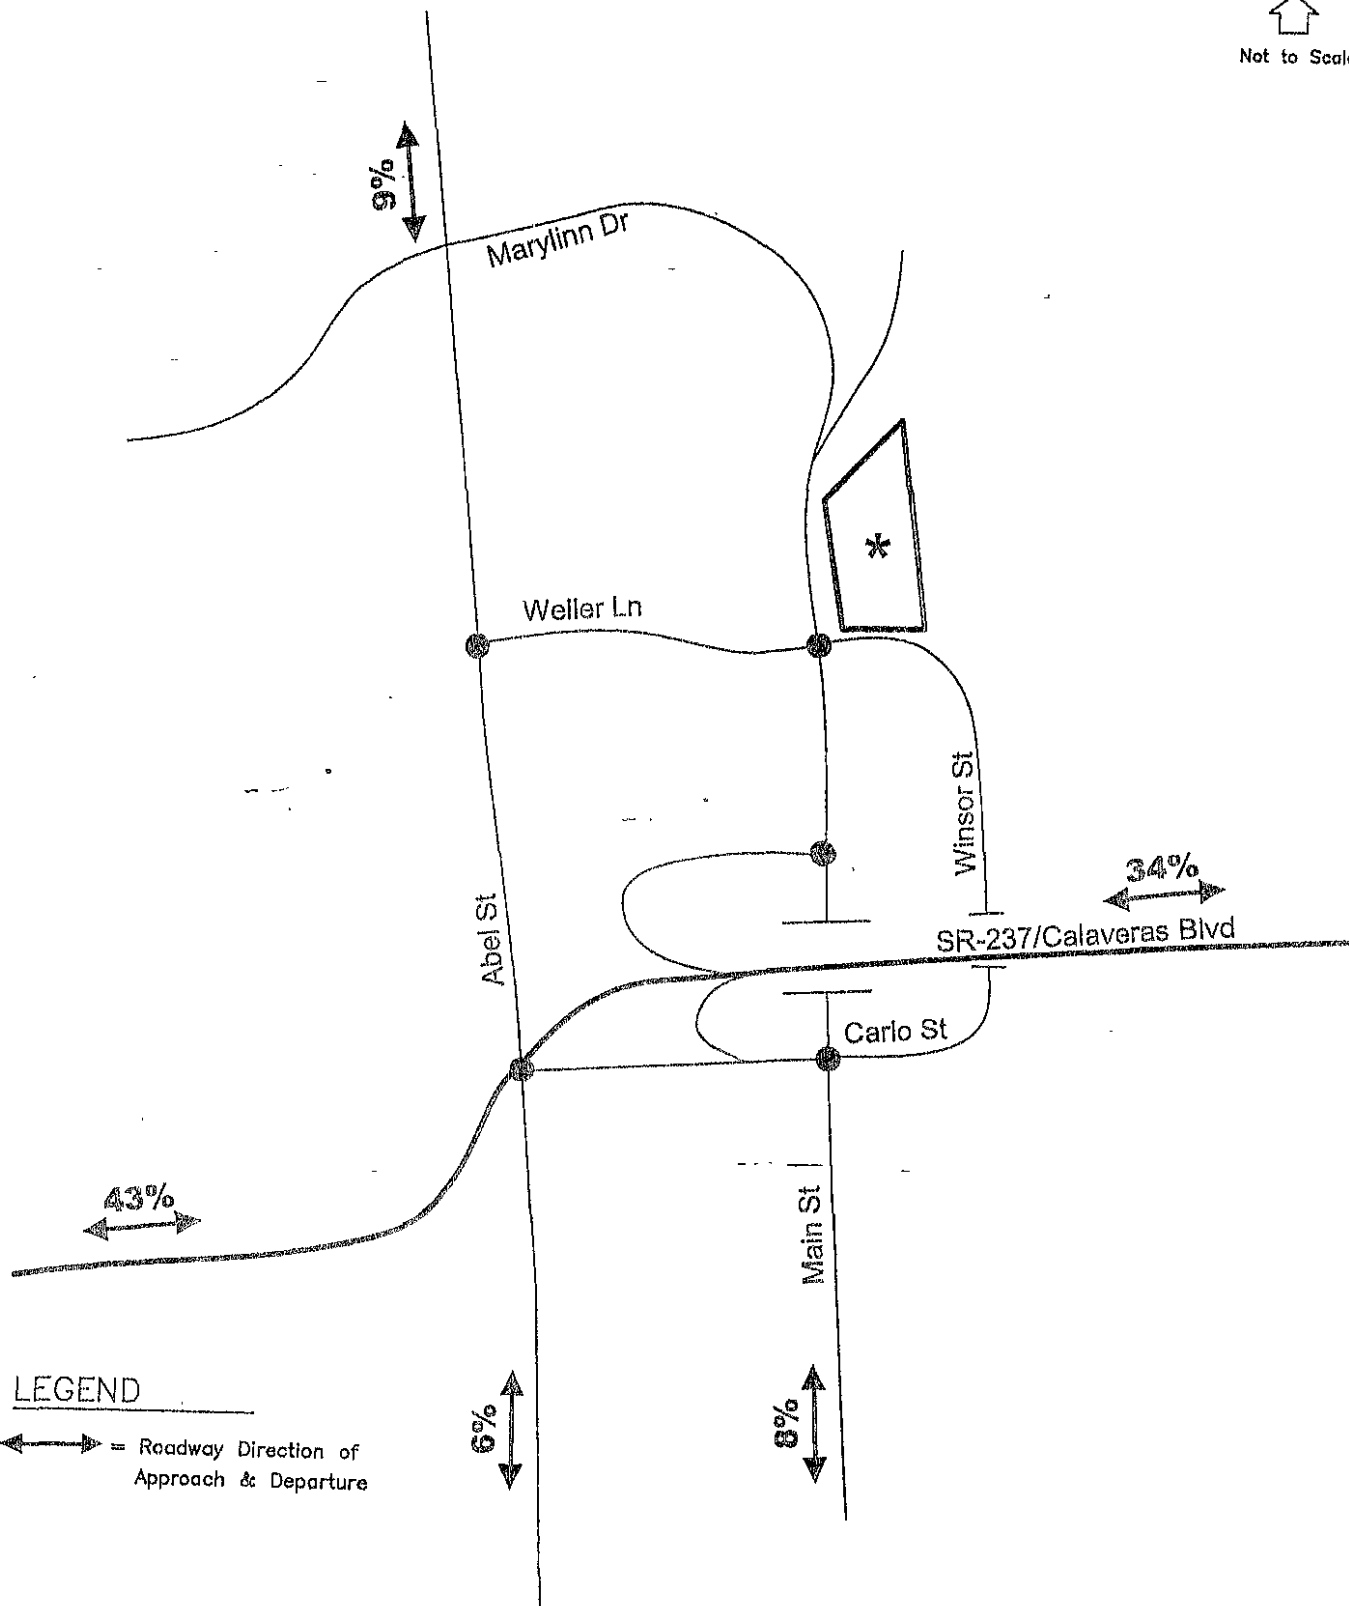 Not to Scale
9%
Marylinn Dr
Weller Ln
Winsor St
34%
SR-237/Calaveras Blvd
Abel St
Carlo St
43%
Main St
LEGEND
6%
8%
= Roadway Direction of
Approach & Departure
*